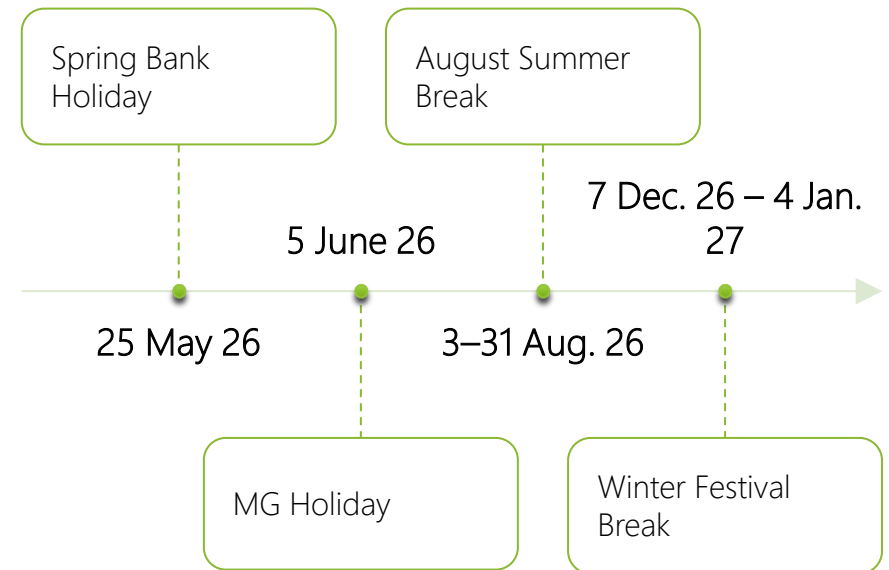 Spring Bank
Holiday
August Summer
Break
7 Dec. 26 – 4 Jan.
27
5 June 26
25 May 26
3–31 Aug. 26
MG Holiday
Winter Festival
Break